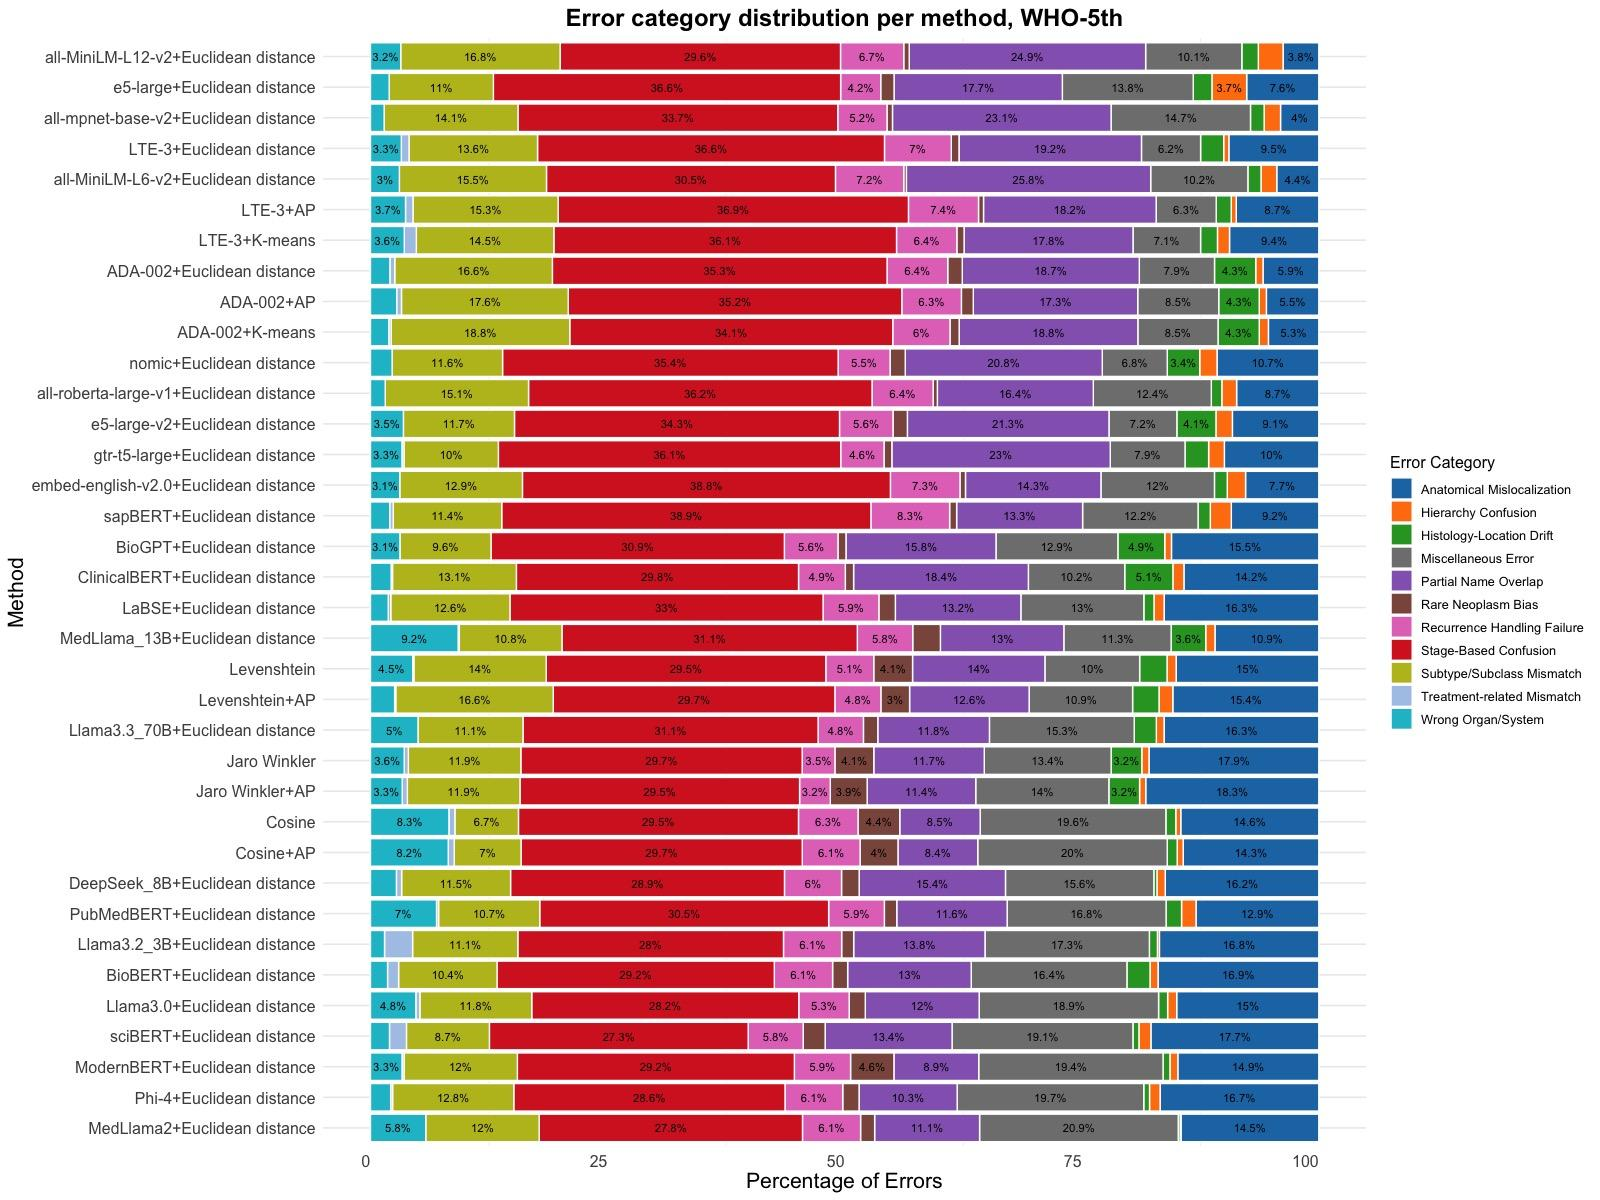 Error category distribution per method, WHO-5th
all-MiniLM-L12-v2+Euclidean distance 3.2% 16.8% 29.6% 6.7% 24.9% 10.1% 3.8%
e5-large+Euclidean distance 11% 36.6% 4.2% 17.7% 13.8% 3.7% 7.6%
all-mpnet-base-v2+Euclidean distance 14.1% 33.7% 5.2% 23.1% 14.7% 4%
LTE-3+Euclidean distance 3.3% 13.6% 36.6% 7% 19.2% 6.2% 9.5%
all-MiniLM-L6-v2+Euclidean distance 3% 15.5% 30.5% 7.2% 25.8% 10.2% 4.4%
LTE-3+AP 3.7% 15.3% 36.9% 7.4% 18.2% 6.3% 8.7%
LTE-3+K-means 3.6% 14.5% 36.1% 6.4% 17.8% 7.1% 9.4%
ADA-002+Euclidean distance 16.6% 35.3% 6.4% 18.7% 7.9% 4.3% 5.9%
ADA-002+AP 17.6% 35.2% 6.3% 17.3% 8.5% 4.3% 5.5%
ADA-002+K-means 18.8% 34.1% 6% 18.8% 8.5% 4.3% 5.3%
nomic+Euclidean distance 11.6% 35.4% 5.5% 20.8% 6.8% 3.4% 10.7%
all-roberta-large-v1+Euclidean distance 15.1% 36.2% 6.4% 16.4% 12.4% 8.7%
e5-large-v2+Euclidean distance 3.5% 11.7% 34.3% 5.6% 21.3% 7.2% 4.1% 9.1%
gtr-t5-large+Euclidean distance 3.3% 10% 36.1% 4.6% 23% 7.9% 10%
embed-english-v2.0+Euclidean distance 3.1% 12.9% 38.8% 7.3% 14.3% 12% 7.7%
sapBERT+Euclidean distance 11.4% 38.9% 8.3% 13.3% 12.2% 9.2%
BioGPT+Euclidean distance 3.1% 9.6% 30.9% 5.6% 15.8% 12.9% 4.9% 15.5%
ClinicalBERT+Euclidean distance 13.1% 29.8% 4.9% 18.4% 10.2% 5.1% 14.2%
LaBSE+Euclidean distance 12.6% 33% 5.9% 13.2% 13% 16.3%
MedLlama_13B+Euclidean distance 9.2% 10.8% 31.1% 5.8% 13% 11.3% 3.6% 10.9%
Levenshtein 4.5% 14% 29.5% 5.1% 4.1% 14% 10% 15%
Levenshtein+AP 16.6% 29.7% 4.8% 3% 12.6% 10.9% 15.4%
Llama3.3_70B+Euclidean distance 5% 11.1% 31.1% 4.8% 11.8% 15.3% 16.3%
Jaro Winkler 3.6% 11.9% 29.7% 3.5% 4.1% 11.7% 13.4% 3.2% 17.9%
Jaro Winkler+AP 3.3% 11.9% 29.5% 3.2% 3.9% 11.4% 14% 3.2% 18.3%
Cosine 8.3% 6.7% 29.5% 6.3% 4.4% 8.5% 19.6% 14.6%
Cosine+AP 8.2% 7% 29.7% 6.1% 4% 8.4% 20% 14.3%
DeepSeek_8B+Euclidean distance 11.5% 28.9% 6% 15.4% 15.6% 16.2%
PubMedBERT+Euclidean distance 7% 10.7% 30.5% 5.9% 11.6% 16.8% 12.9%
Llama3.2_3B+Euclidean distance 11.1% 28% 6.1% 13.8% 17.3% 16.8%
BioBERT+Euclidean distance 10.4% 29.2% 6.1% 13% 16.4% 16.9%
Llama3.0+Euclidean distance 4.8% 11.8% 28.2% 5.3% 12% 18.9% 15%
sciBERT+Euclidean distance 8.7% 27.3% 5.8% 13.4% 19.1% 17.7%
ModernBERT+Euclidean distance 3.3% 12% 29.2% 5.9% 4.6% 8.9% 19.4% 14.9%
Phi-4+Euclidean distance 12.8% 28.6% 6.1% 10.3% 19.7% 16.7%
MedLlama2+Euclidean distance 5.8% 12% 27.8% 6.1% 11.1% 20.9% 14.5%
0 25 50 75 100
Percentage of Errors
Method
Error Category
Anatomical Mislocalization
Hierarchy Confusion
Histology-Location Drift
Miscellaneous Error
Partial Name Overlap
Rare Neoplasm Bias
Recurrence Handling Failure
Stage-Based Confusion
Subtype/Subclass Mismatch
Treatment-related Mismatch
Wrong Organ/System